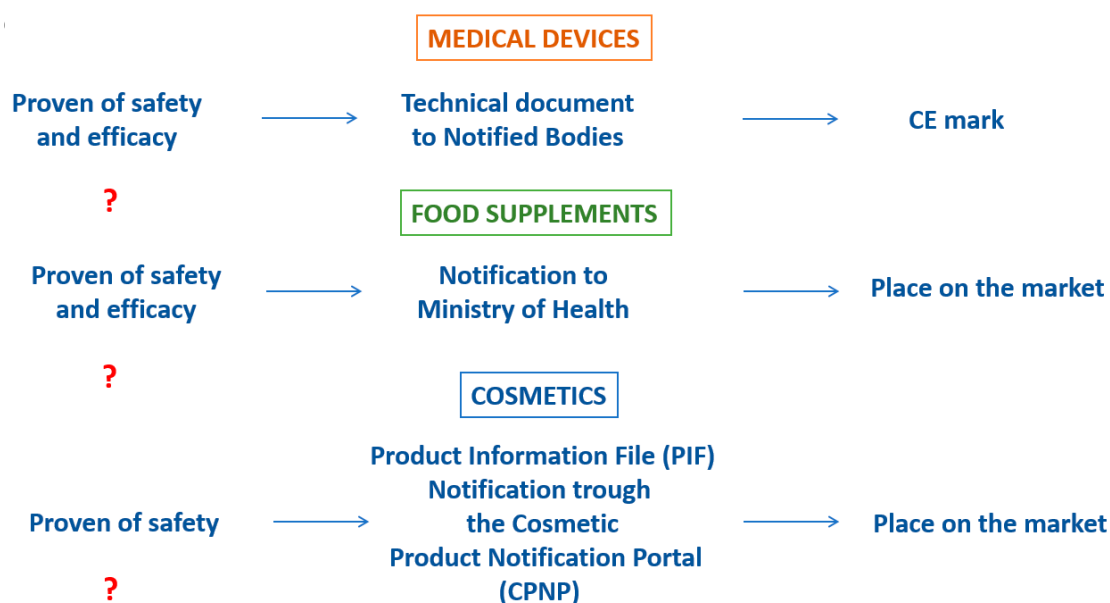 MEDICAL DEVICES
Proven of safety
and efficacy
Technical document
to Notified Bodies
CE mark
?
FOOD SUPPLEMENTS
Proven of safety
and efficacy
Notification to
Ministry of Health
Place on the market
?
COSMETICS
Proven of safety
Product Information File (PIF)
Notification trough
the Cosmetic
Product Notification Portal
(CPNP)
Place on the market
?